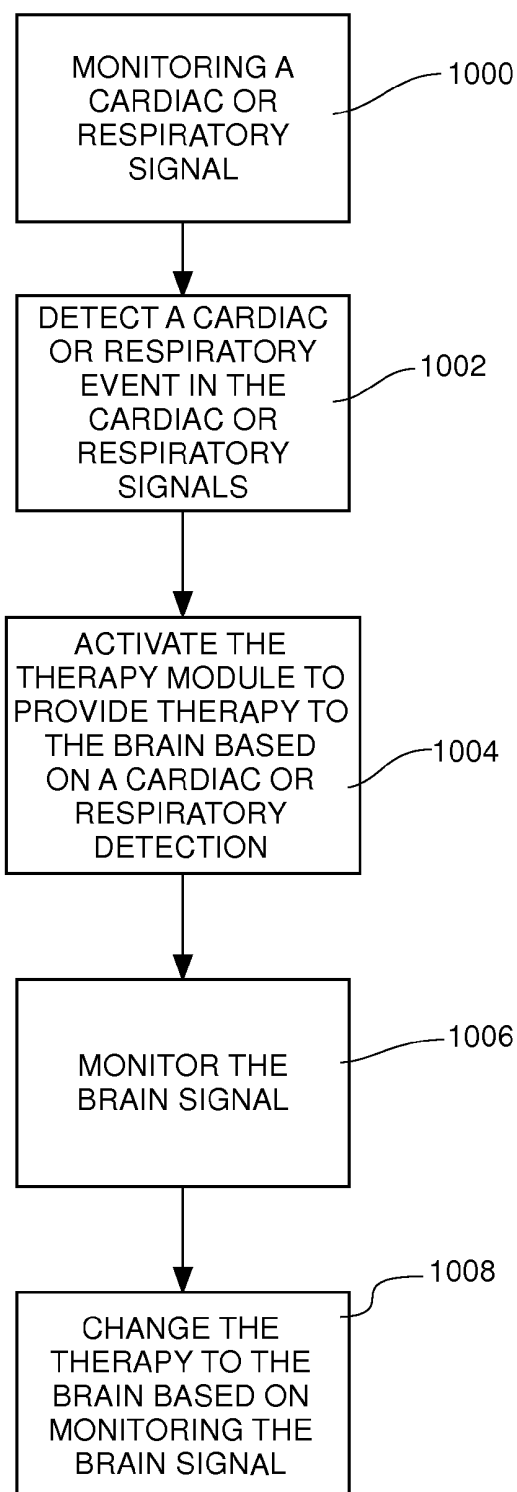 MONITORING A
CARDIAC OR
RESPIRATORY
SIGNAL
1000
DETECT A CARDIAC
OR RESPIRATORY
EVENT IN THE
CARDIAC OR
RESPIRATORY
SIGNALS
1002
ACTIVATE THE
THERAPY MODULE TO
PROVIDE THERAPY TO
THE BRAIN BASED
ON A CARDIAC OR
RESPIRATORY
DETECTION
1004
MONITOR THE
BRAIN SIGNAL
1006
CHANGE THE
THERAPY TO THE
BRAIN BASED ON
MONITORING THE
BRAIN SIGNAL
1008